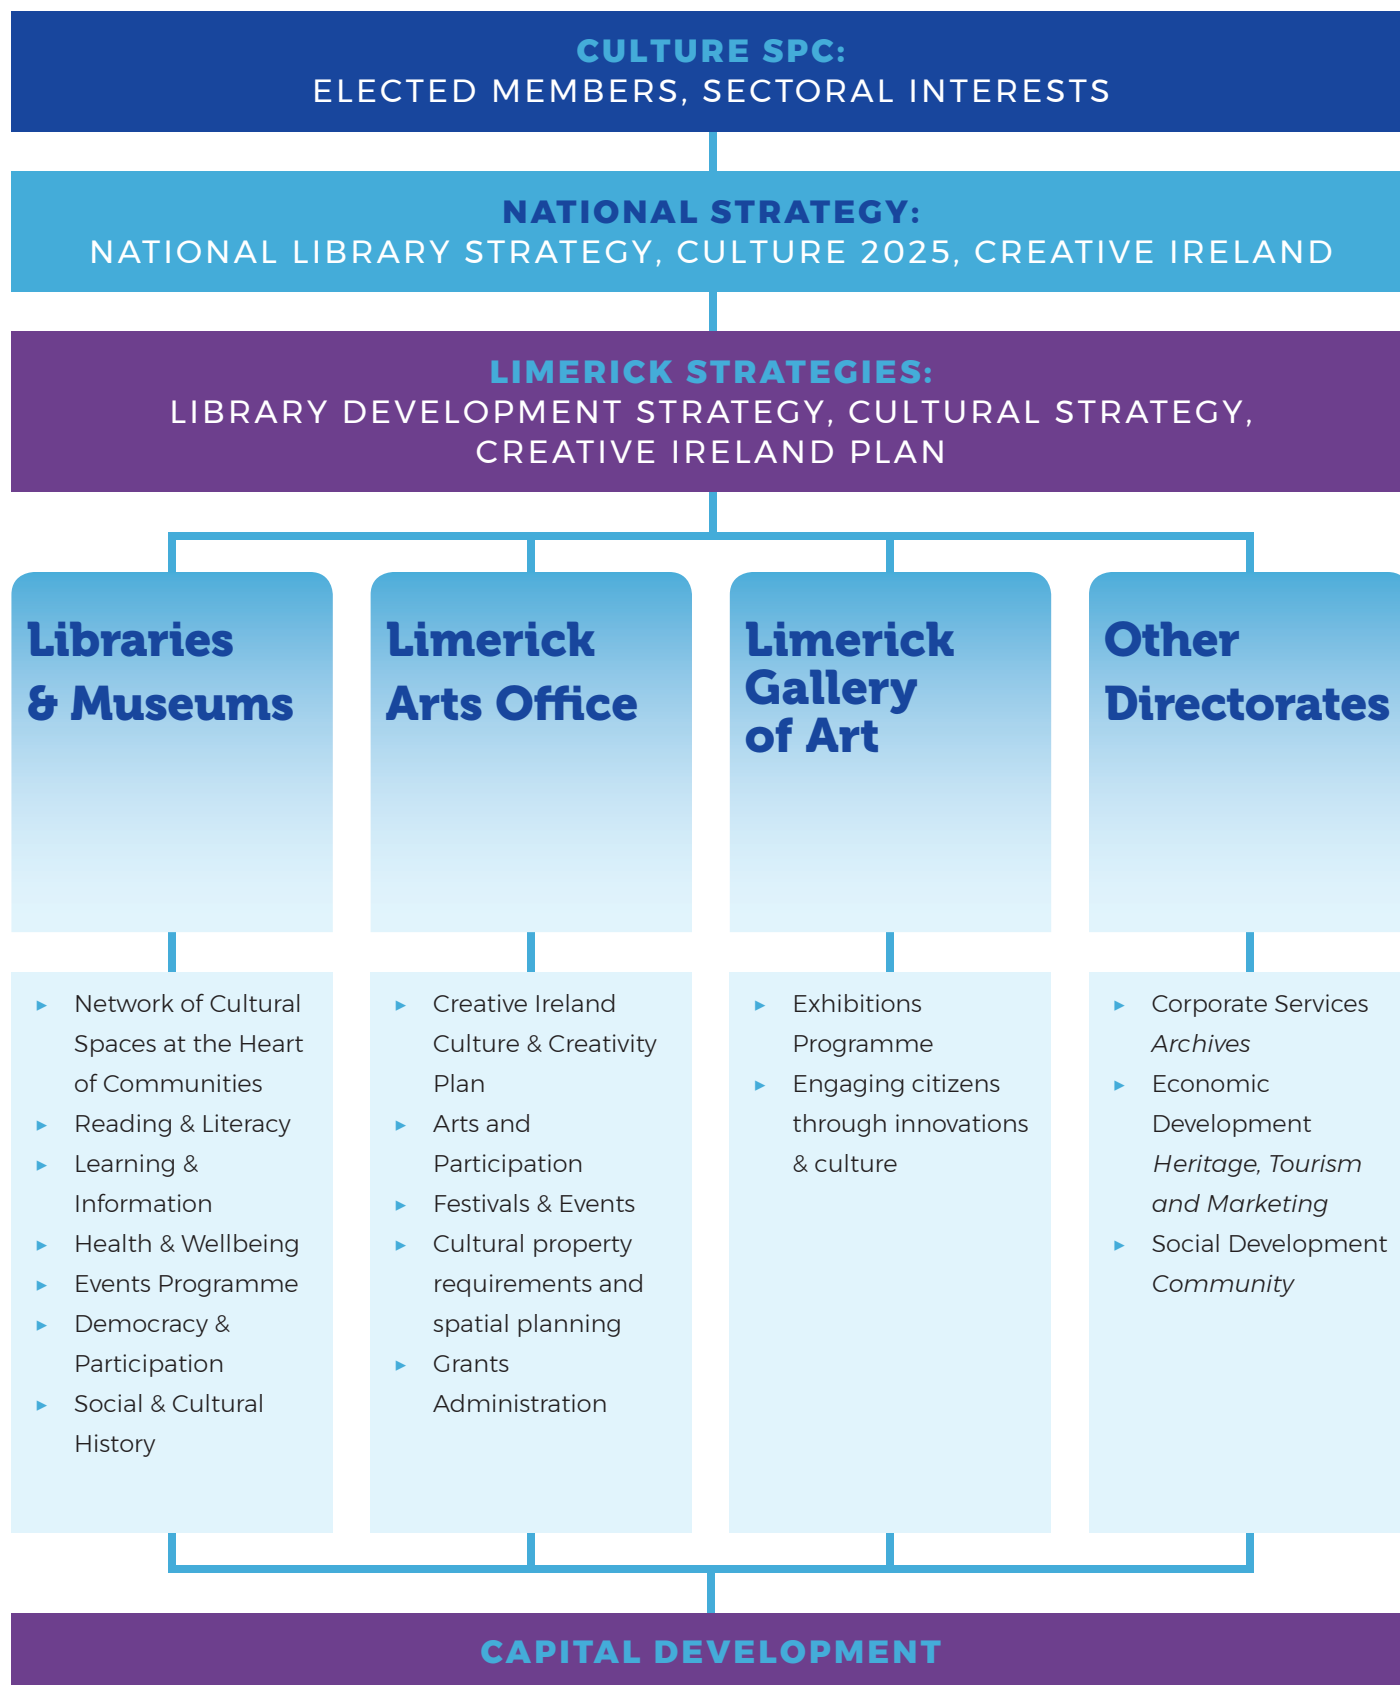 CULTURE SPC:
ELECTED MEMBERS, SECTORAL INTERESTS
NATIONAL STRATEGY:
NATIONAL LIBRARY STRATEGY, CULTURE 2025, CREATIVE IRELAND
LIMERICK STRATEGIES:
LIBRARY DEVELOPMENT STRATEGY, CULTURAL STRATEGY,
CREATIVE IRELAND PLAN
Libraries
& Museums
▸ Network of Cultural
Spaces at the Heart
of Communities
▸ Reading & Literacy
▸ Learning &
Information
▸ Health & Wellbeing
▸ Events Programme
▸ Democracy &
Participation
▸ Social & Cultural
History
Limerick
Arts Office
▸ Creative Ireland
Culture & Creativity
Plan
▸ Arts and
Participation
▸ Festivals & Events
▸ Cultural property
requirements and
spatial planning
▸ Grants
Administration
Limerick
Gallery
of Art
▸ Exhibitions
Programme
▸ Engaging citizens
through innovations
& culture
Other
Directorates
▸ Corporate Services
Archives
▸ Economic
Development
Heritage, Tourism
and Marketing
▸ Social Development
Community
CAPITAL DEVELOPMENT